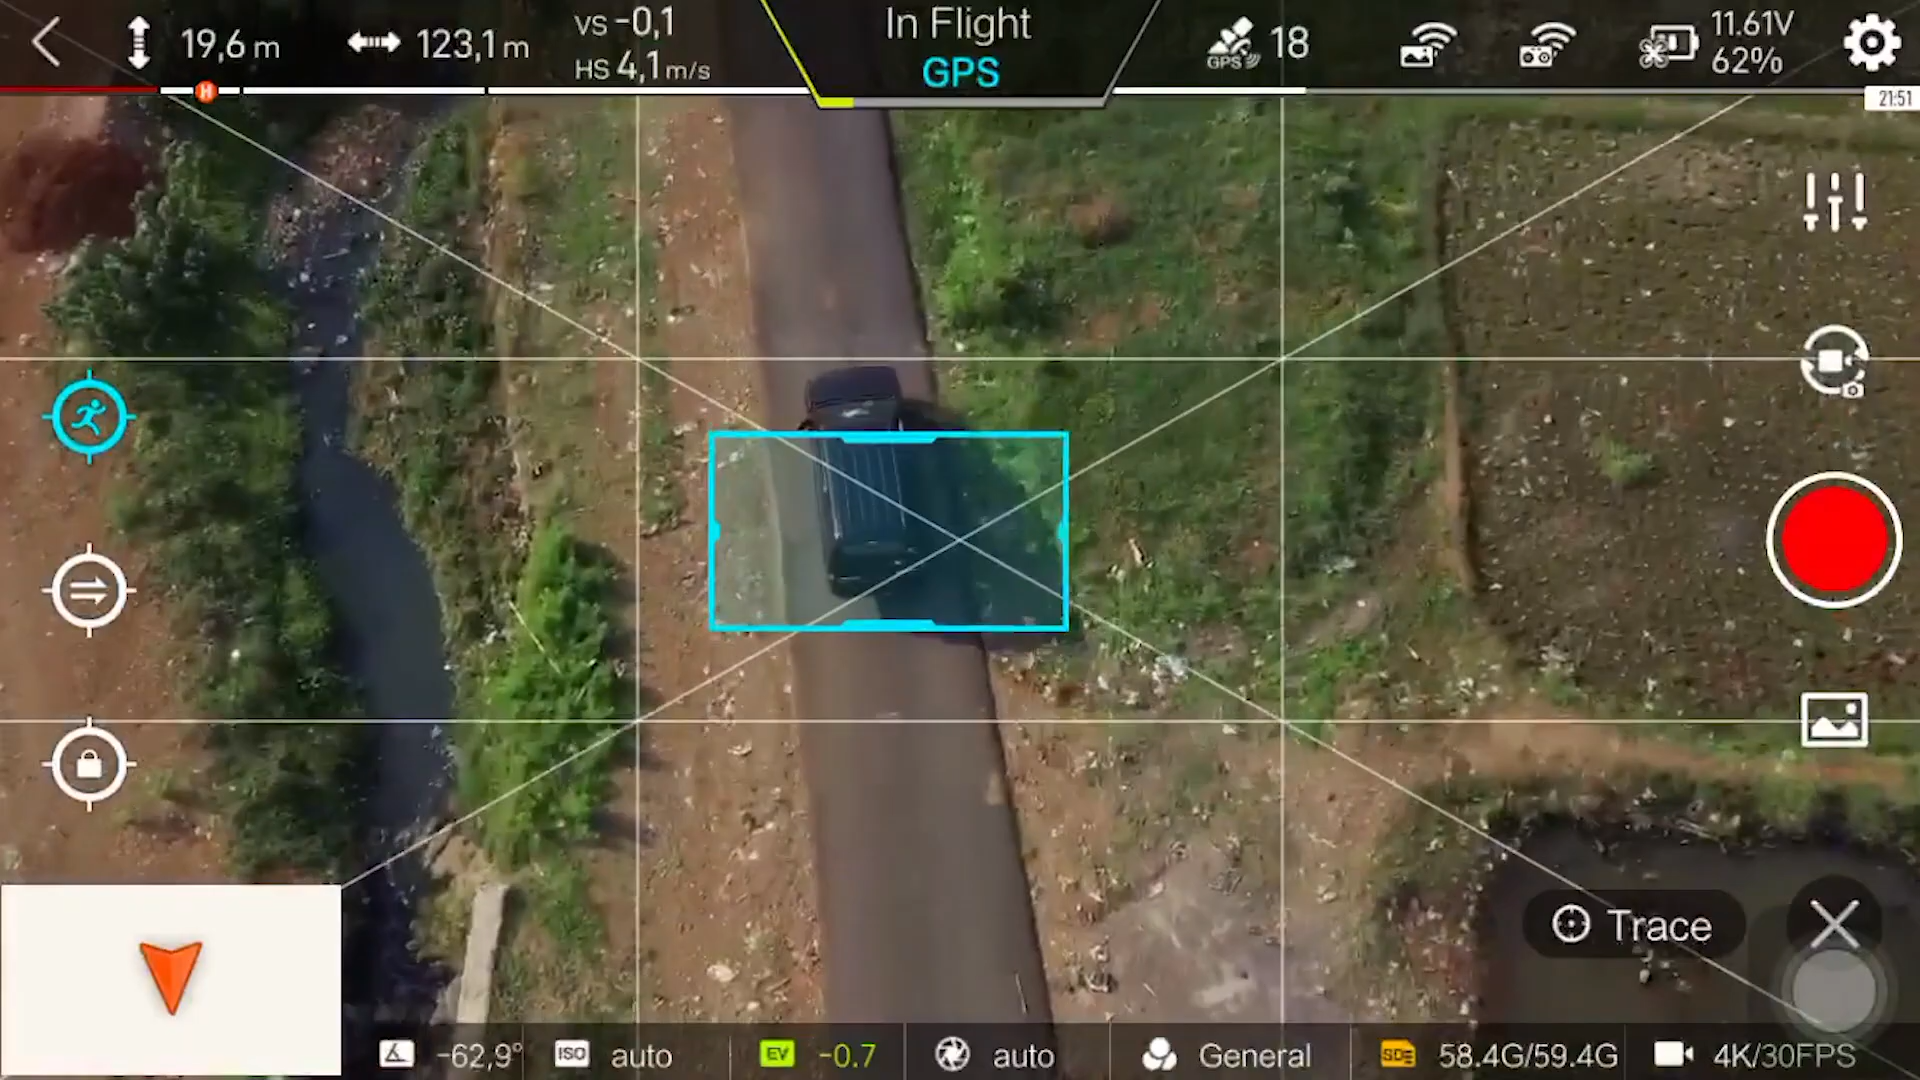 19,6 m
123,1 m
VS -0,1
HS 4,1 m/s
In Flight
GPS
GPS 18
11.61V
62%
H
21:51
Trace
-62,9°
ISO auto
EV -0.7
auto
General
SD 58.4G/59.4G
4K/30FPS